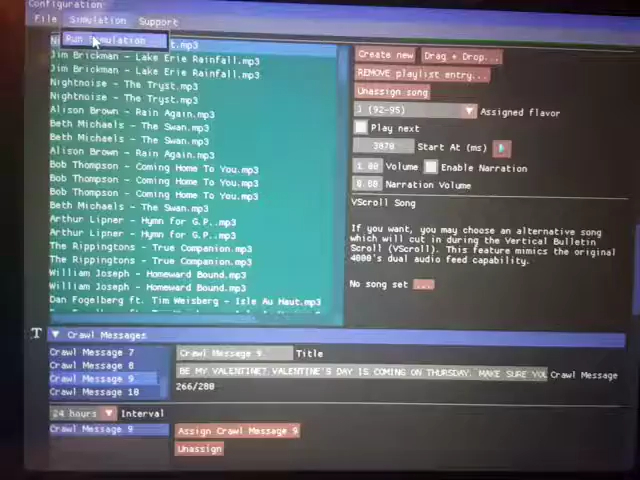 Configuration
File Simulation Support
Run Simulation
t.mp3
Jim Brickman - Lake Erie Rainfall.mp3
Jim Brickman - Lake Erie Rainfall.mp3
Nightnoise - The Tryst.mp3
Nightnoise - The Tryst.mp3
Alison Brown - Rain Again.mp3
Beth Michaels - The Swan.mp3
Beth Michaels - The Swan.mp3
Alison Brown - Rain Again.mp3
Bob Thompson - Coming Home To You.mp3
Bob Thompson - Coming Home To You.mp3
Bob Thompson - Coming Home To You.mp3
Beth Michaels - The Swan.mp3
Arthur Lipner - Hymn for G.P..mp3
Arthur Lipner - Hymn for G.P..mp3
The Rippingtons - True Companion.mp3
The Rippingtons - True Companion.mp3
William Joseph - Homeward Bound.mp3
William Joseph - Homeward Bound.mp3
Dan Fogelberg ft. Tim Weisberg - Isle Au Haut.mp3
Create new Drag + Drop...
REMOVE playlist entry...
Unassign song
J (92-95) Assigned flavor
Play next
3870 Start At (ms)
1.00 Volume Enable Narration
0.60 Narration Volume
VScroll Song
If you want, you may choose an alternative song
which will cut in during the Vertical Bulletin
Scroll (VScroll). This feature mimics the original
4000's dual audio feed capability.
No song set ...
T Crawl Messages
Crawl Message 7
Crawl Message 8
Crawl Message 9
Crawl Message 10
Crawl Message 9 Title
BE MY VALENTINE? VALENTINE'S DAY IS COMING ON THURSDAY. MAKE SURE YOU Crawl Message
266/280
24 hours Interval
Crawl Message 9 Assign Crawl Message 9
Unassign